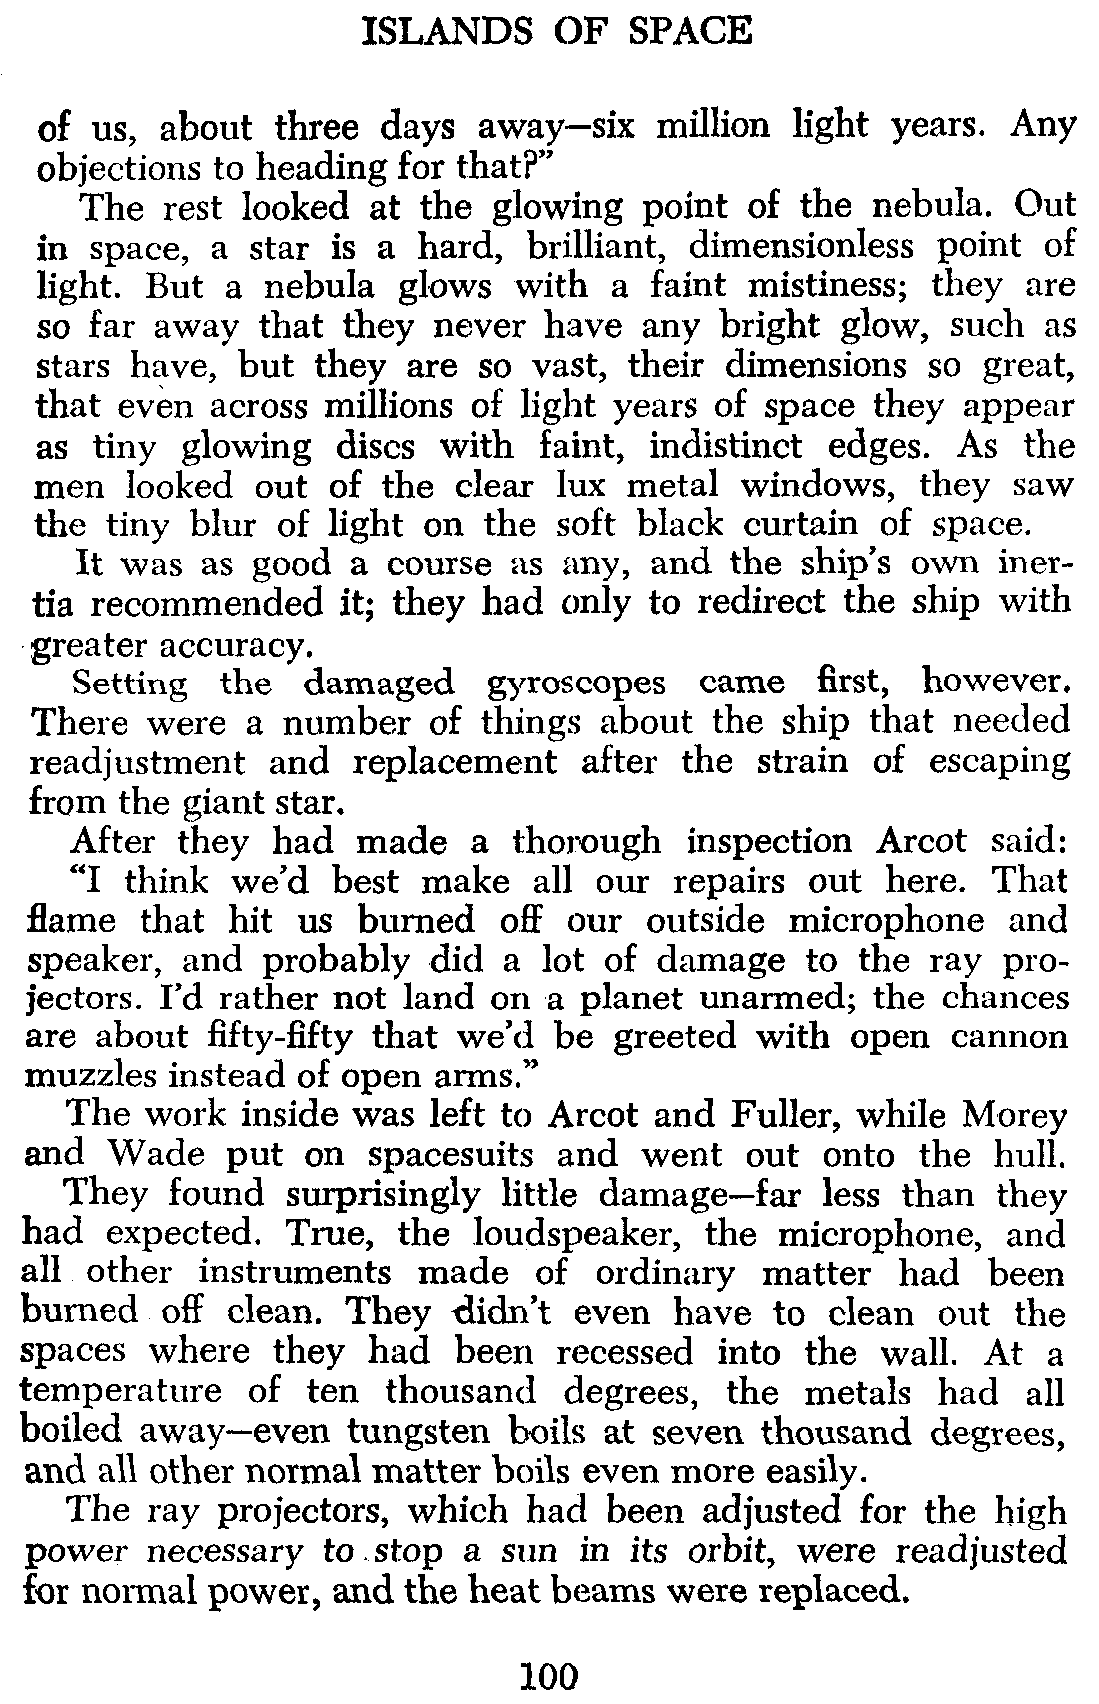 ISLANDS OF SPACE
of us, about three days away—six million light years. Any
objections to heading for that?"
The rest looked at the glowing point of the nebula. Out
in space, a star is a hard, brilliant, dimensionless point of
light. But a nebula glows with a faint mistiness; they are
so far away that they never have any bright glow, such as
stars have, but they are so vast, their dimensions so great,
that even across millions of light years of space they appear
as tiny glowing discs with faint, indistinct edges. As the
men looked out of the clear lux metal windows, they saw
the tiny blur of light on the soft black curtain of space.
It was as good a course as any, and the ship's own iner-
tia recommended it; they had only to redirect the ship with
greater accuracy.
Setting the damaged gyroscopes came first, however.
There were a number of things about the ship that needed
readjustment and replacement after the strain of escaping
from the giant star.
After they had made a thorough inspection Arcot said:
"I think we'd best make all our repairs out here. That
flame that hit us burned off our outside microphone and
speaker, and probably did a lot of damage to the ray pro-
jectors. I'd rather not land on a planet unarmed; the chances
are about fifty-fifty that we'd be greeted with open cannon
muzzles instead of open arms."
The work inside was left to Arcot and Fuller, while Morey
and Wade put on spacesuits and went out onto the hull.
They found surprisingly little damage—far less than they
had expected. True, the loudspeaker, the microphone, and
all other instruments made of ordinary matter had been
burned off clean. They didn't even have to clean out the
spaces where they had been recessed into the wall. At a
temperature of ten thousand degrees, the metals had all
boiled away—even tungsten boils at seven thousand degrees,
and all other normal matter boils even more easily.
The ray projectors, which had been adjusted for the high
power necessary to stop a sun in its orbit, were readjusted
for normal power, and the heat beams were replaced.
100